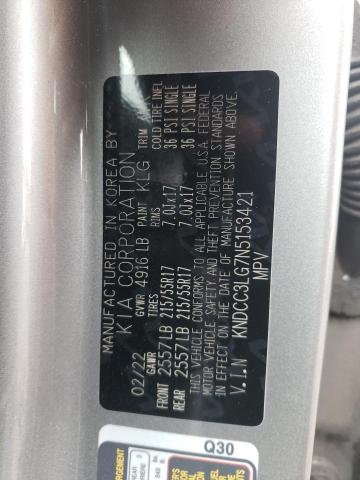 MANUFACTURED IN KOREA BY
KIA CORPORATION
02/22 GVWR 4916 LB PAINT KLG TRIM
GAWR TIRES RIMS COLD TIRE INFL
FRONT 2557LB 215/55R17 7.0Jx17 36 PSI SINGLE
REAR 2557LB 215/55R17 7.0Jx17 36 PSI SINGLE
THIS VEHICLE CONFORMS TO ALL APPLICABLE U.S.A. FEDERAL
MOTOR VEHICLE SAFETY AND THEFT PREVENTION STANDARDS
IN EFFECT ON THE DATE OF MANUFACTURE SHOWN ABOVE.
V.I.N KNDCC3LG7N5153421
MPV
Q30